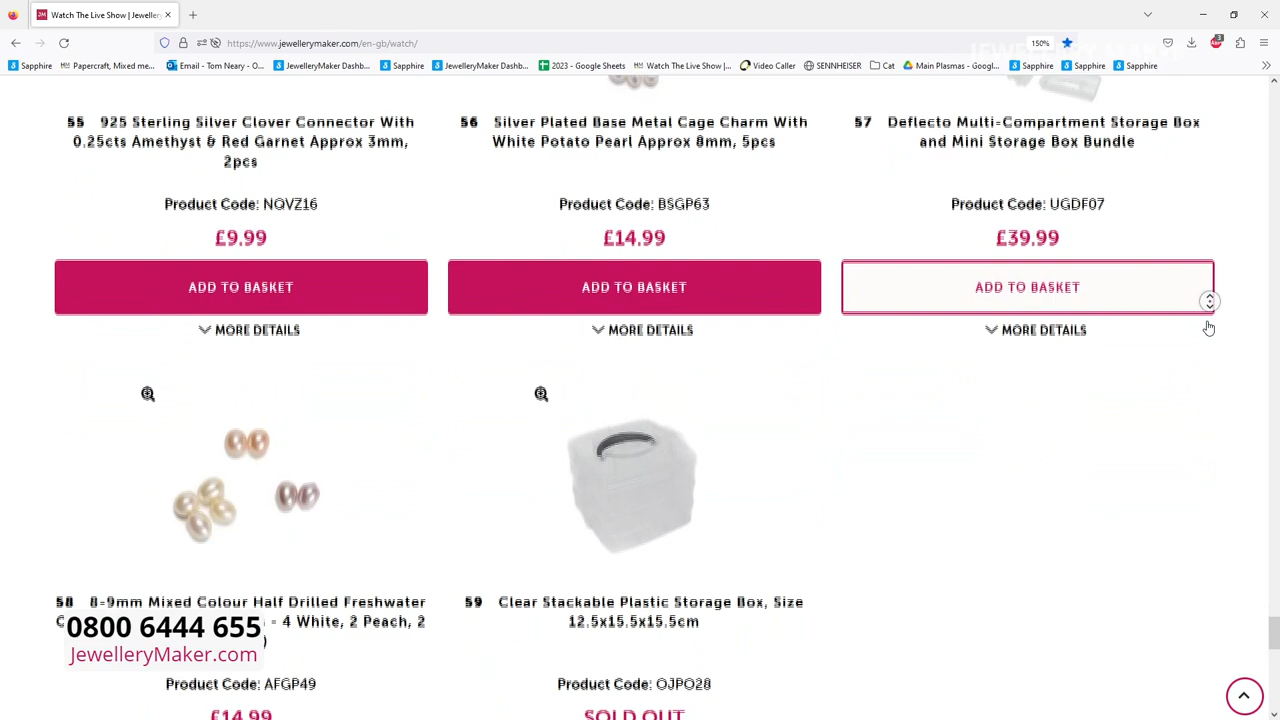 Watch The Live Show | Jeweller
https://www.jewellerymaker.com/en-gb/watch/
150%
3
Sapphire
Papercraft, Mixed me...
Email - Tom Neary - O...
JewelleryMaker Dashb...
Sapphire
JewelleryMaker Dashb...
2023 - Google Sheets
Watch The Live Show |...
Video Caller
SENNHEISER
Cat
Main Plasmas - Googl...
Sapphire
Sapphire
Sapphire
55 925 Sterling Silver Clover Connector With
0.25cts Amethyst & Red Garnet Approx 3mm,
2pcs
Product Code: NQVZ16
£9.99
ADD TO BASKET
MORE DETAILS
56 Silver Plated Base Metal Cage Charm With
White Potato Pearl Approx 8mm, 5pcs
Product Code: BSGP63
£14.99
ADD TO BASKET
MORE DETAILS
57 Deflecto Multi-Compartment Storage Box
and Mini Storage Box Bundle
Product Code: UGDF07
£39.99
ADD TO BASKET
MORE DETAILS
58 8-9mm Mixed Colour Half Drilled Freshwater
- 4 White, 2 Peach, 2
Product Code: AFGP49
£14.99
59 Clear Stackable Plastic Storage Box, Size
12.5x15.5x15.5cm
Product Code: OJPO28
SOLD OUT
0800 6444 655
JewelleryMaker.com